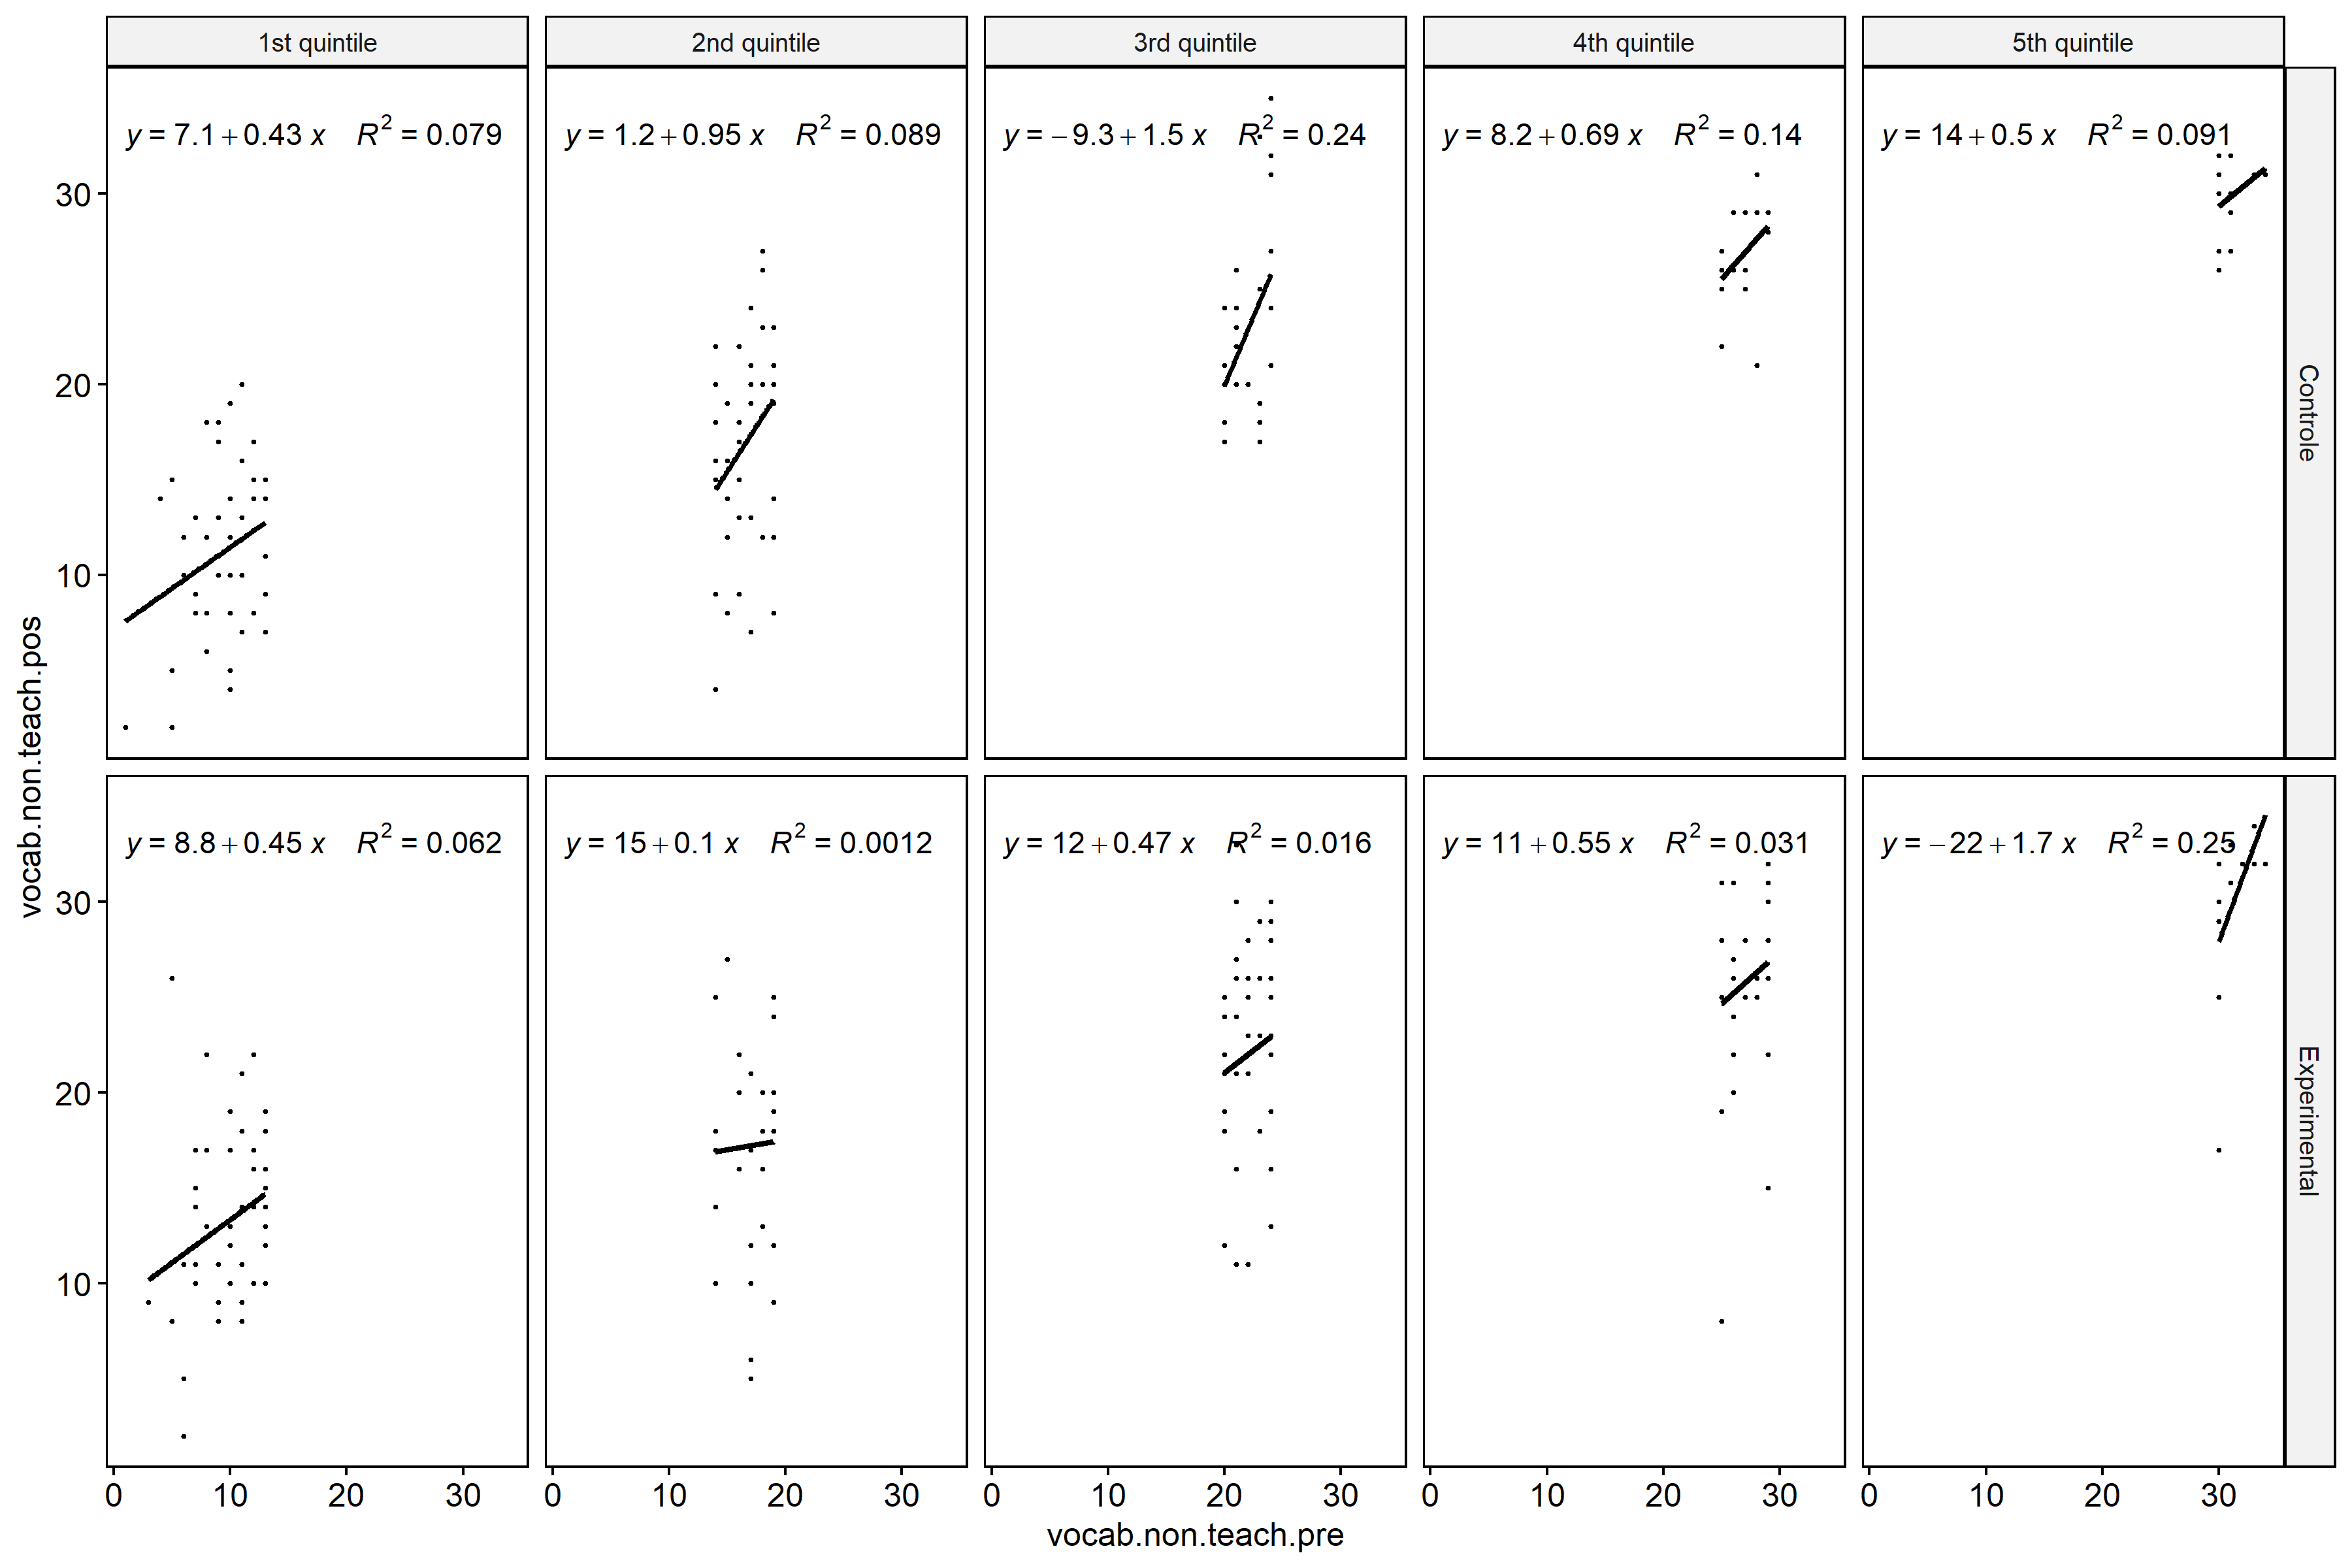 1st quintile 2nd quintile 3rd quintile 4th quintile 5th quintile
y = 7.1 + 0.43 x R² = 0.079
y = 1.2 + 0.95 x R² = 0.089
y = −9.3 + 1.5 x R² = 0.24
y = 8.2 + 0.69 x R² = 0.14
y = 14 + 0.5 x R² = 0.091
30
20
10
Controle
vocab.non.teach.pos
y = 8.8 + 0.45 x R² = 0.062
y = 15 + 0.1 x R² = 0.0012
y = 12 + 0.47 x R² = 0.016
y = 11 + 0.55 x R² = 0.031
y = −22 + 1.7 x R² = 0.25
30
20
10
Experimental
0 10 20 30 0 10 20 30 0 10 20 30 0 10 20 30 0 10 20 30
vocab.non.teach.pre